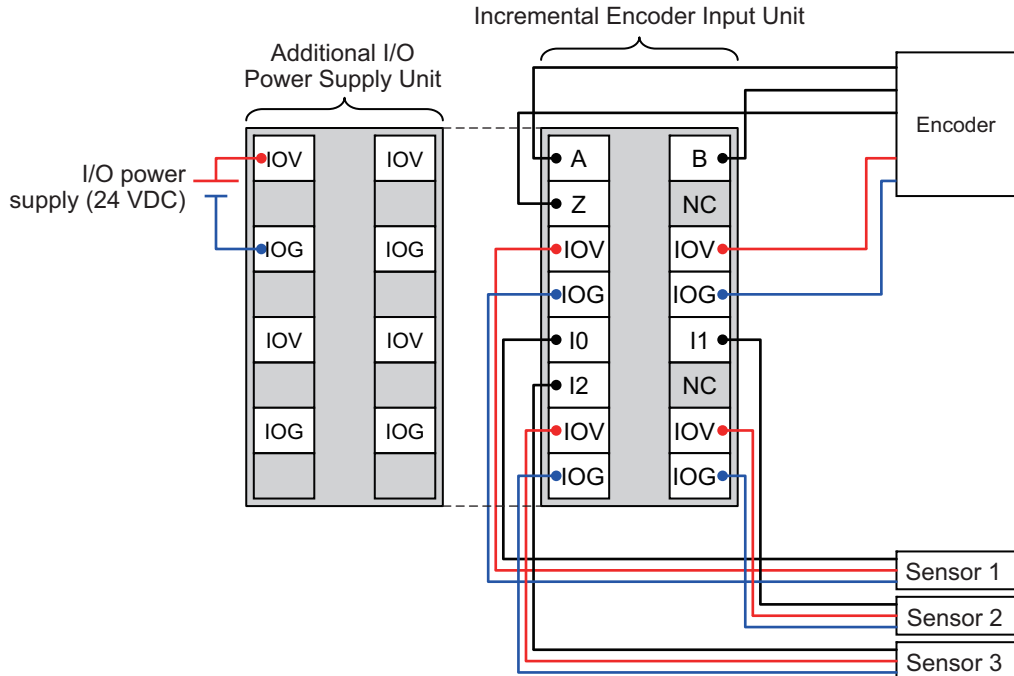 Incremental Encoder Input Unit
Additional I/O
Power Supply Unit
Encoder
I/O power
supply (24 VDC)
IOV IOV
IOG IOG
IOV IOV
IOG IOG
A B
Z NC
IOV IOV
IOG IOG
I0 I1
I2 NC
IOV IOV
IOG IOG
Sensor 1
Sensor 2
Sensor 3